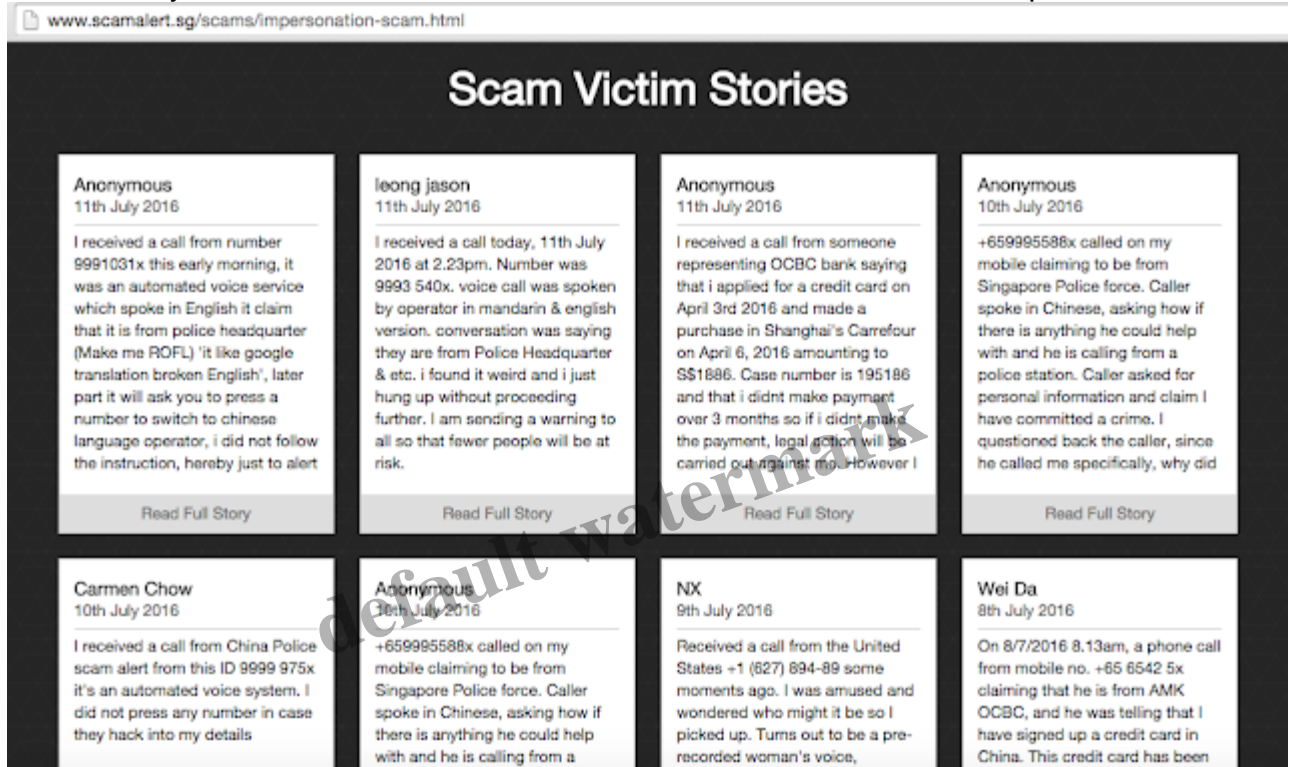 www.scamalert.sg/scams/impersonation-scam.html
Scam Victim Stories
Anonymous
11th July 2016
I received a call from number
9991031x this early morning, it
was an automated voice service
which spoke in English it claim
that it is from police headquarter
(Make me ROFL) 'it like google
translation broken English', later
part it will ask you to press a
number to switch to chinese
language operator, i did not follow
the instruction, hereby just to alert
Read Full Story
leong jason
11th July 2016
I received a call today, 11th July
2016 at 2.23pm. Number was
9993 540x. voice call was spoken
by operator in mandarin & english
version. conversation was saying
they are from Police Headquarter
& etc. i found it weird and i just
hung up without proceeding
further. I am sending a warning to
all so that fewer people will be at
risk.
Read Full Story
Anonymous
11th July 2016
I received a call from someone
representing OCBC bank saying
that i applied for a credit card on
April 3rd 2016 and made a
purchase in Shanghai's Carrefour
on April 6, 2016 amounting to
S$1886. Case number is 195186
and that i didnt make payment
over 3 months so if i didnt make
the payment, legal action will be
carried out against me. However I
Read Full Story
Anonymous
10th July 2016
+659995588x called on my
mobile claiming to be from
Singapore Police force. Caller
spoke in Chinese, asking how if
there is anything he could help
with and he is calling from a
police station. Caller asked for
personal information and claim I
have committed a crime. I
questioned back the caller, since
he called me specifically, why did
Read Full Story
Carmen Chow
10th July 2016
I received a call from China Police
scam alert from this ID 9999 975x
it's an automated voice system. I
did not press any number in case
they hack into my details
Anonymous
10th July 2016
+659995588x called on my
mobile claiming to be from
Singapore Police force. Caller
spoke in Chinese, asking how if
there is anything he could help
with and he is calling from a
NX
9th July 2016
Received a call from the United
States +1 (627) 894-89 some
moments ago. I was amused and
wondered who might it be so I
picked up. Turns out to be a pre-
recorded woman's voice,
Wei Da
8th July 2016
On 8/7/2016 8.13am, a phone call
from mobile no. +65 6542 5x
claiming that he is from AMK
OCBC, and he was telling that I
have signed up a credit card in
China. This credit card has been
default watermark